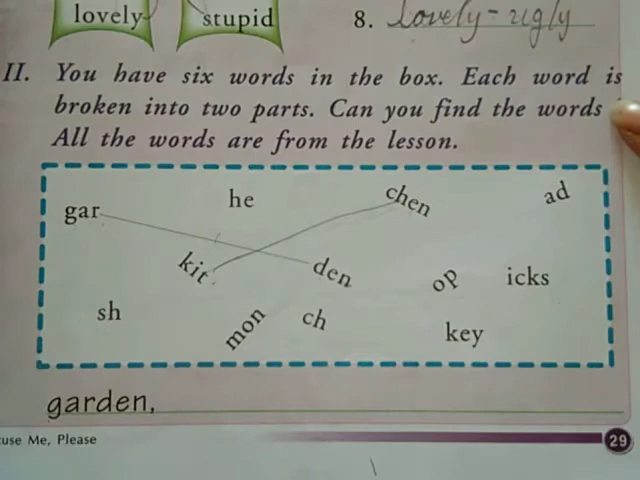 lovely stupid 8. lovely - ugly
II. You have six words in the box. Each word is
broken into two parts. Can you find the words
All the words are from the lesson.
gar he chen ad
kit den op icks
sh mon ch key
garden,
use Me, Please 29